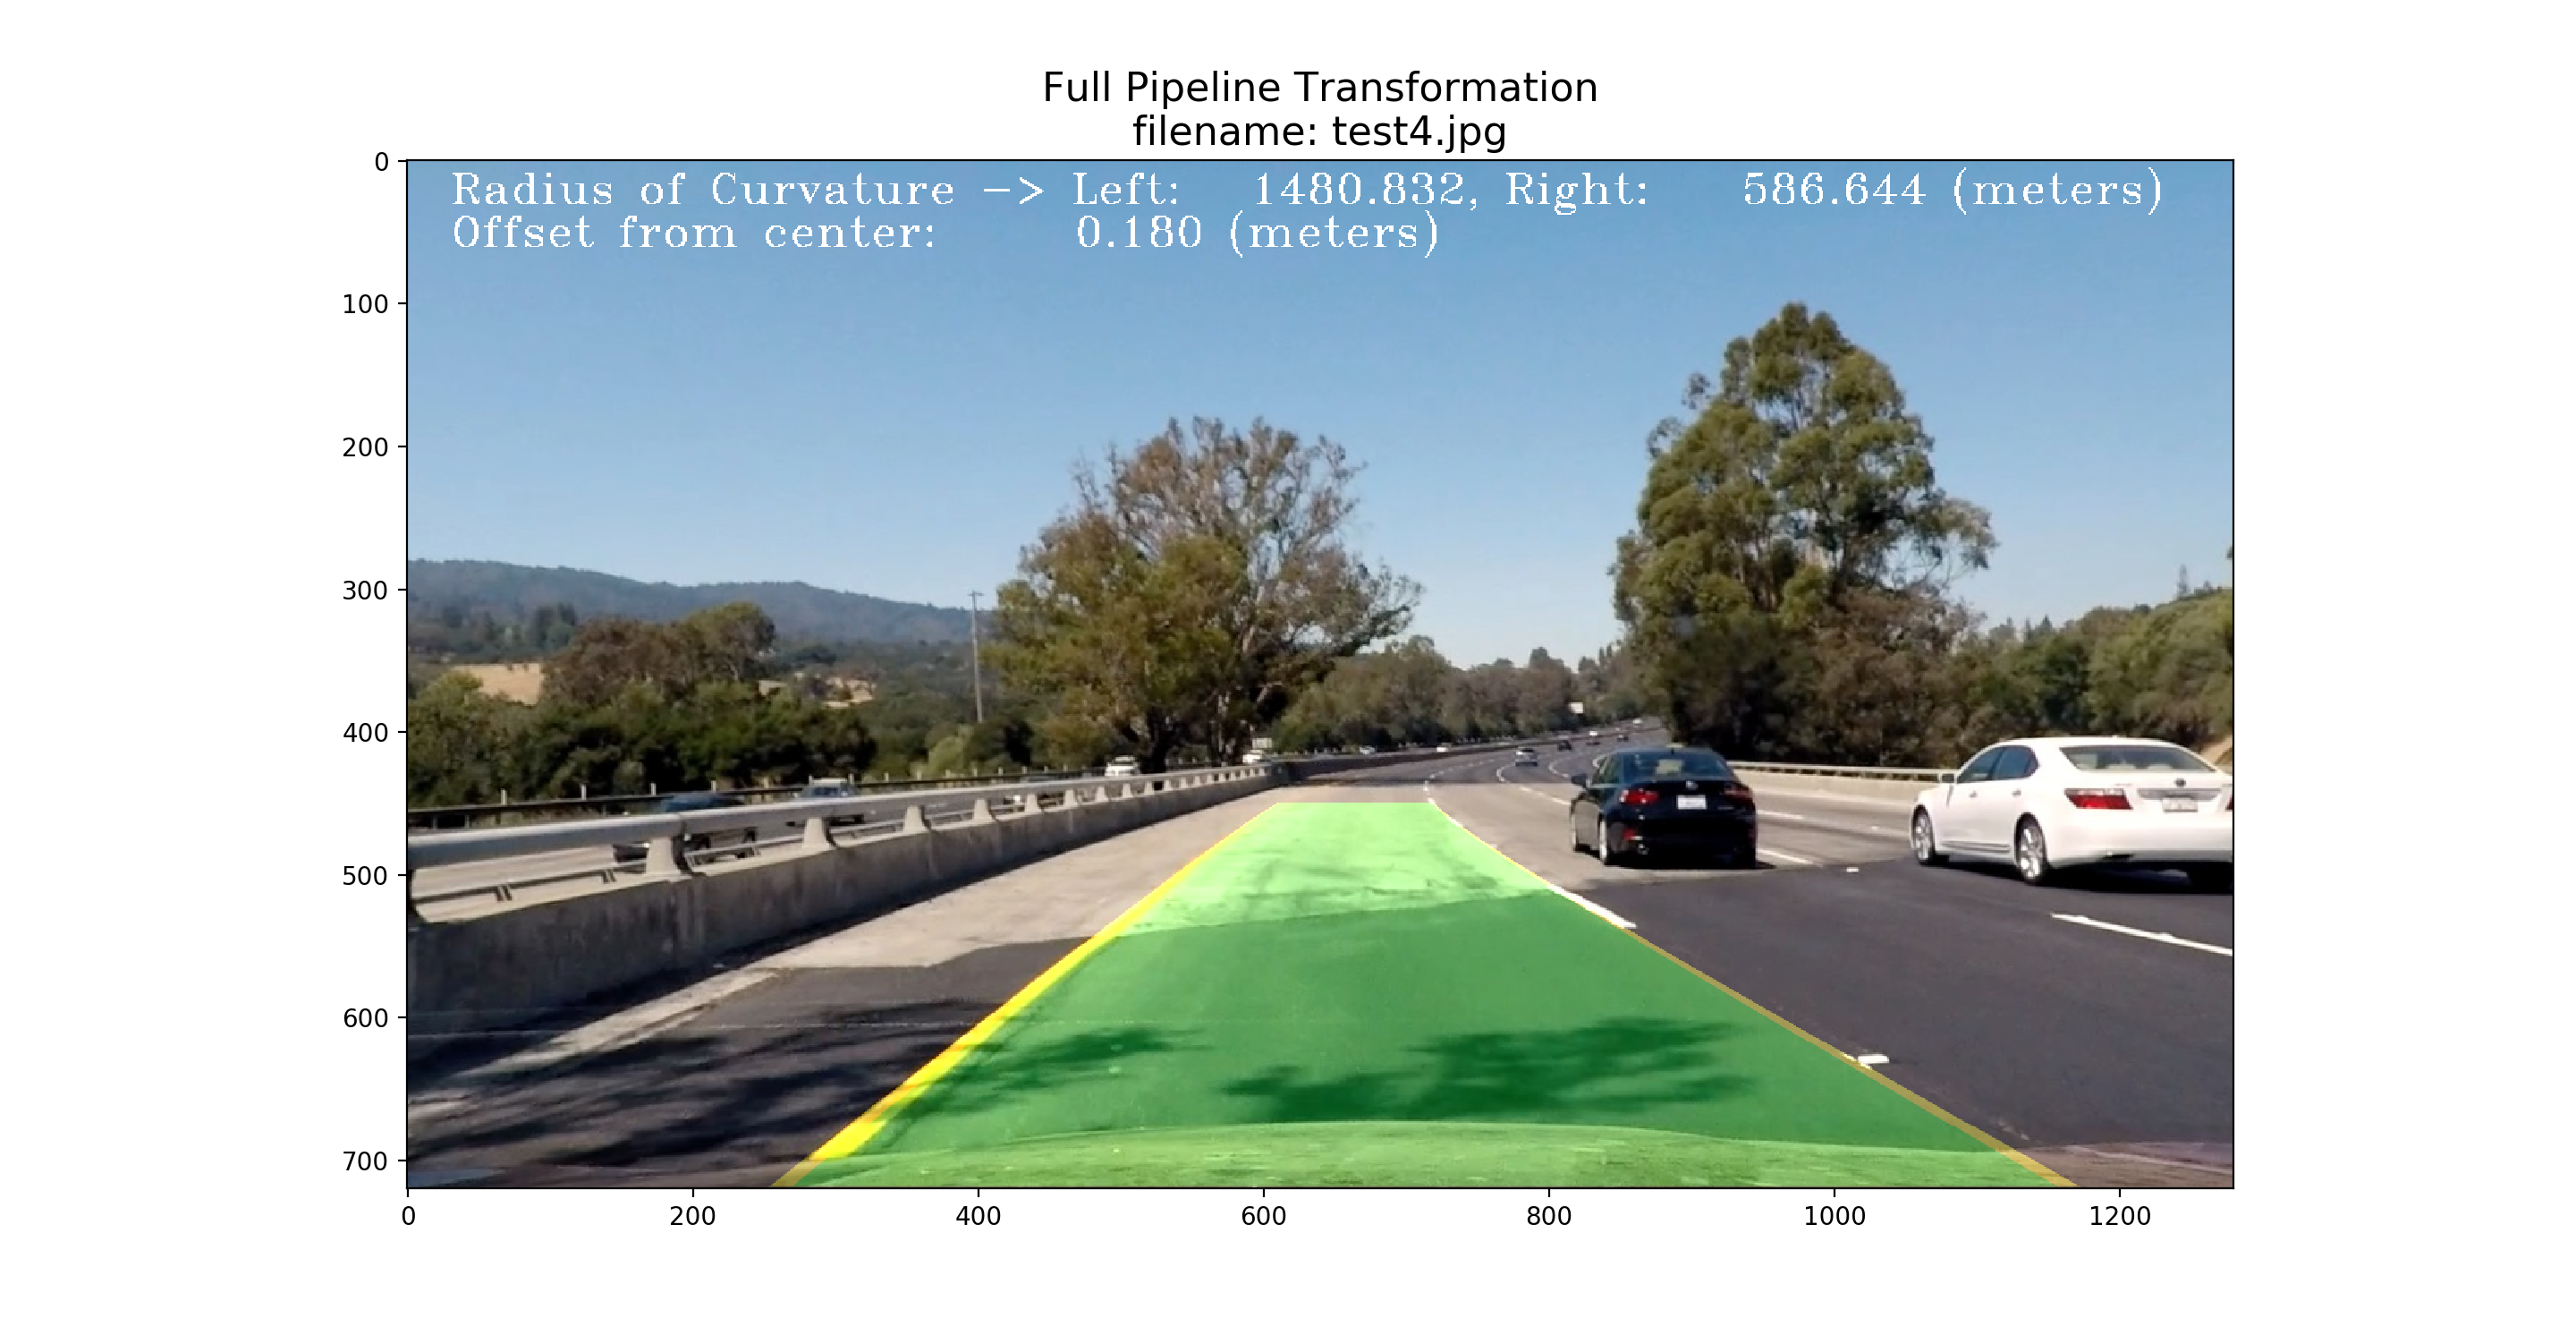 Full Pipeline Transformation
filename: test4.jpg
Radius of Curvature -> Left: 1480.832, Right: 586.644 (meters)
Offset from center: 0.180 (meters)
0
100
200
300
400
500
600
700
0 200 400 600 800 1000 1200